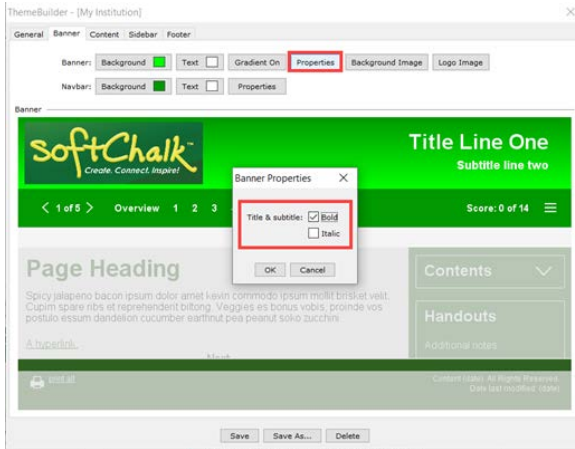 ThemeBuilder - [My Institution]
General Banner Content Sidebar Footer
Banner: Background Text Gradient On Properties Background Image Logo Image
Navbar: Background Text Properties
Banner
SoftChalk™
Create. Connect. Inspire!
Title Line One
Subtitle line two
Banner Properties
Title & subtitle: Bold
Italic
OK Cancel
< 1 of 5 > Overview 1 2 3
Score: 0 of 14
Page Heading
Spicy jalapeno bacon ipsum dolor amet kevin commodo ipsum mollit brisket velit.
Cupim spare ribs et reprehenderit biltong. Veggies es bonus vobis, proinde vos
postulo essum dandelion cucumber earthnut pea peanut soko zucchini.
A hyperlink.
Next
Contents
Handouts
Additional notes
print all
Content (date). All Rights Reserved.
Date last modified: (date)
Save Save As... Delete